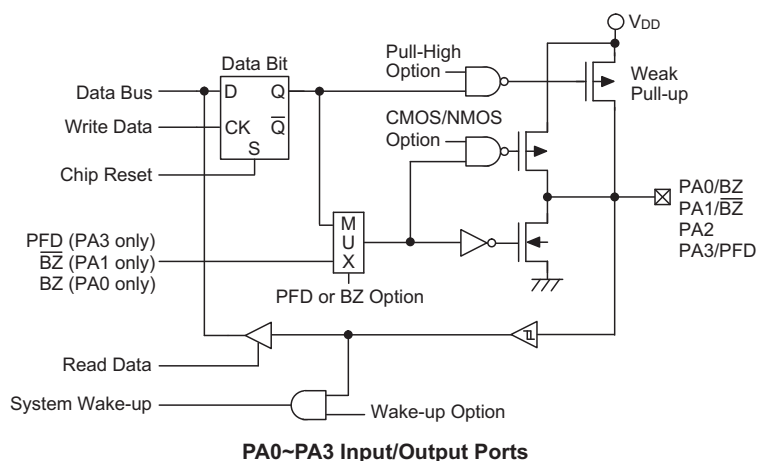 VDD
Pull-High
Option
Weak
Pull-up
Data Bit
Data Bus
D
Q
Write Data
CK
Q̅
S
Chip Reset
CMOS/NMOS
Option
PA0/BZ
PA1/B̅Z̅
PA2
PA3/PFD
PFD (PA3 only)
B̅Z̅ (PA1 only)
BZ (PA0 only)
M
U
X
PFD or BZ Option
Read Data
System Wake-up
Wake-up Option
PA0~PA3 Input/Output Ports